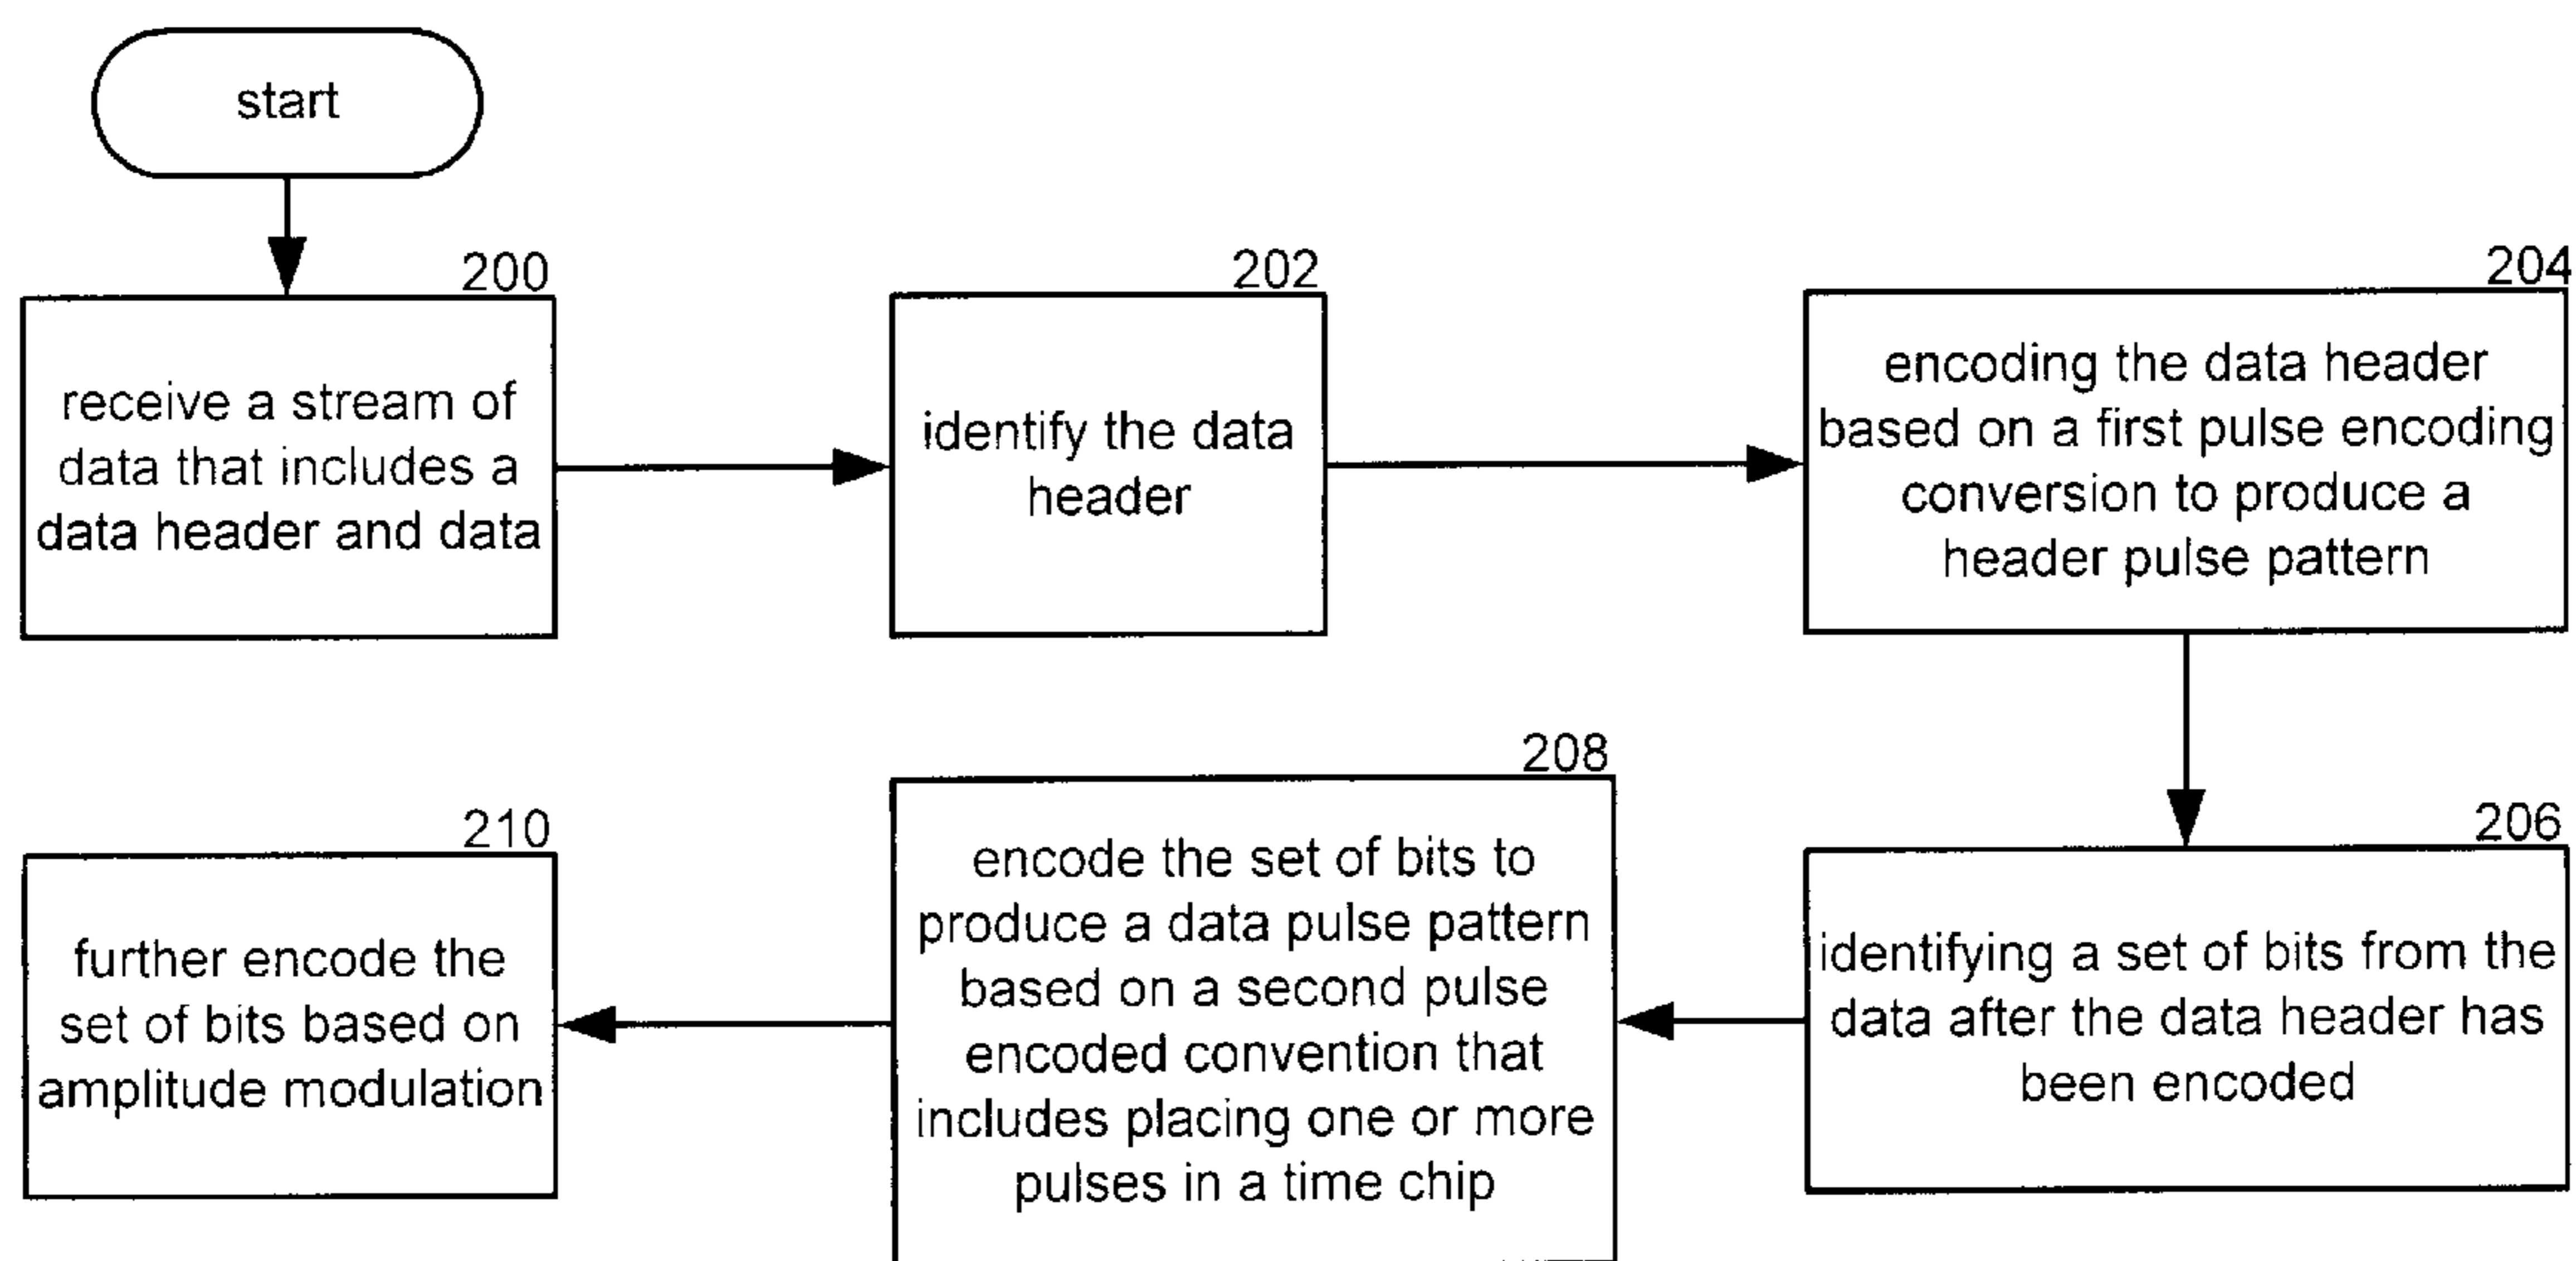 start
200
receive a stream of
data that includes a
data header and data
202
identify the data
header
204
encoding the data header
based on a first pulse encoding
conversion to produce a
header pulse pattern
206
identifying a set of bits from the
data after the data header has
been encoded
208
encode the set of bits to
produce a data pulse pattern
based on a second pulse
encoded convention that
includes placing one or more
pulses in a time chip
210
further encode the
set of bits based on
amplitude modulation